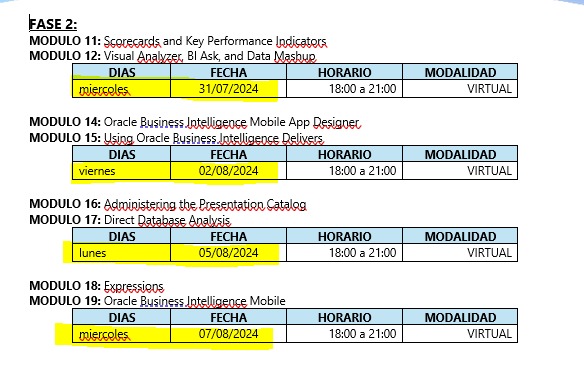 FASE 2:
MODULO 11: Scorecards and Key Performance Indicators
MODULO 12: Visual Analyzer, BI Ask, and Data Mashup
DIAS FECHA HORARIO MODALIDAD
miercoles 31/07/2024 18:00 a 21:00 VIRTUAL
MODULO 14: Oracle Business Intelligence Mobile App Designer
MODULO 15: Using Oracle Business Intelligence Delivers
DIAS FECHA HORARIO MODALIDAD
viernes 02/08/2024 18:00 a 21:00 VIRTUAL
MODULO 16: Administering the Presentation Catalog
MODULO 17: Direct Database Analysis
DIAS FECHA HORARIO MODALIDAD
lunes 05/08/2024 18:00 a 21:00 VIRTUAL
MODULO 18: Expressions
MODULO 19: Oracle Business Intelligence Mobile
DIAS FECHA HORARIO MODALIDAD
miercoles 07/08/2024 18:00 a 21:00 VIRTUAL